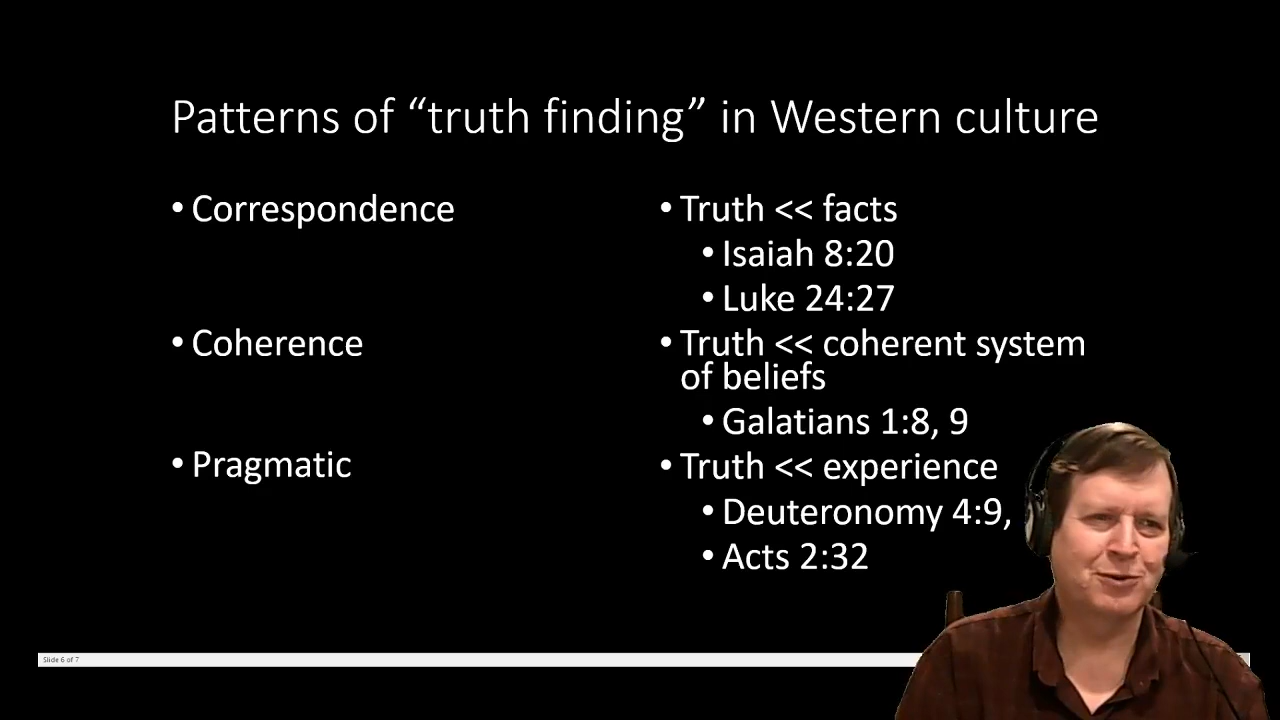 Patterns of “truth finding” in Western culture
• Correspondence
• Truth << facts
• Isaiah 8:20
• Luke 24:27
• Coherence
• Truth << coherent system
of beliefs
• Galatians 1:8, 9
• Pragmatic
• Truth << experience
• Deuteronomy 4:9,
• Acts 2:32
Slide 6 of 7